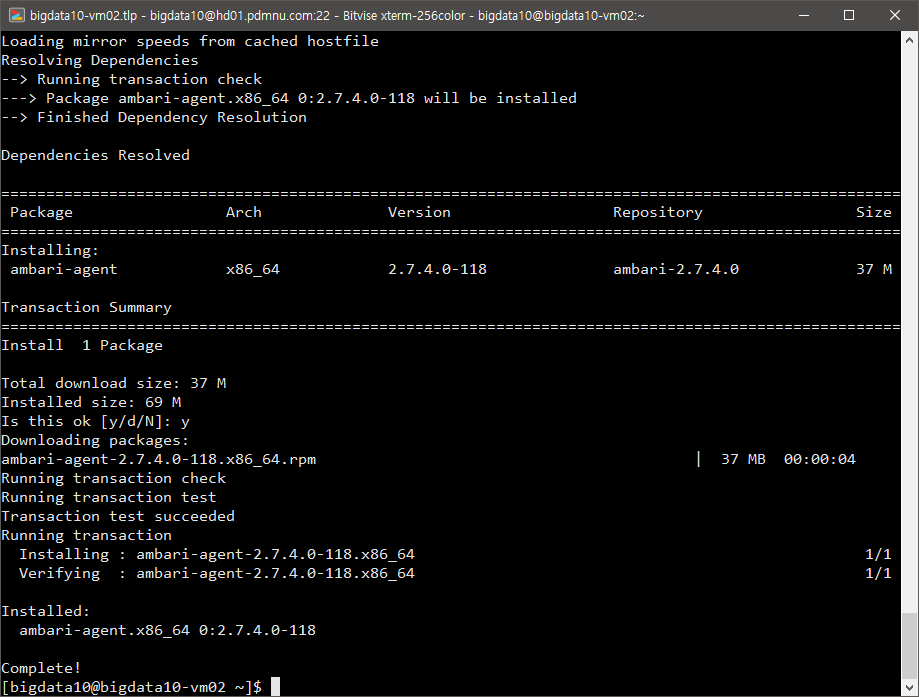 bigdata10-vm02.tlp - bigdata10@hd01.pdmnu.com:22 - Bitvise xterm-256color - bigdata10@bigdata10-vm02:~
Loading mirror speeds from cached hostfile
Resolving Dependencies
--> Running transaction check
---> Package ambari-agent.x86_64 0:2.7.4.0-118 will be installed
--> Finished Dependency Resolution
Dependencies Resolved
====================================================================================================
Package Arch Version Repository Size
====================================================================================================
Installing:
ambari-agent x86_64 2.7.4.0-118 ambari-2.7.4.0 37 M
Transaction Summary
====================================================================================================
Install 1 Package
Total download size: 37 M
Installed size: 69 M
Is this ok [y/d/N]: y
Downloading packages:
ambari-agent-2.7.4.0-118.x86_64.rpm | 37 MB 00:00:04
Running transaction check
Running transaction test
Transaction test succeeded
Running transaction
Installing : ambari-agent-2.7.4.0-118.x86_64 1/1
Verifying : ambari-agent-2.7.4.0-118.x86_64 1/1
Installed:
ambari-agent.x86_64 0:2.7.4.0-118
Complete!
[bigdata10@bigdata10-vm02 ~]$